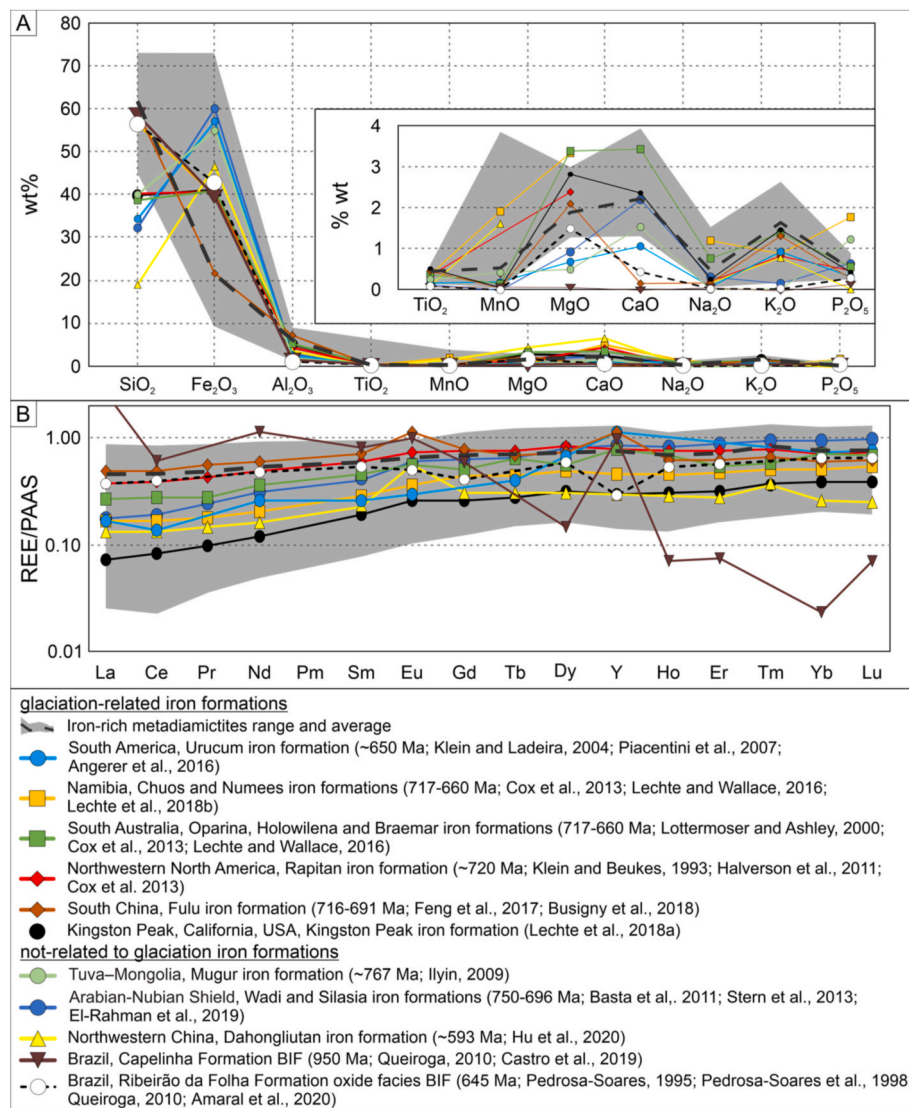 A
80
70
60
50
40
30
20
10
0
wt%
SiO₂ Fe₂O₃ Al₂O₃ TiO₂ MnO MgO CaO Na₂O K₂O P₂O₅
4
3
2
1
0
% wt
TiO₂ MnO MgO CaO Na₂O K₂O P₂O₅
B
1.00
0.10
0.01
REE/PAAS
La Ce Pr Nd Pm Sm Eu Gd Tb Dy Y Ho Er Tm Yb Lu
glaciation-related iron formations
Iron-rich metadiamictites range and average
South America, Urucum iron formation (~650 Ma; Klein and Ladeira, 2004; Piacentini et al., 2007;
Angerer et al., 2016)
Namibia, Chuos and Numees iron formations (717-660 Ma; Cox et al., 2013; Lechte and Wallace, 2016;
Lechte et al., 2018b)
South Australia, Oparina, Holowilena and Braemar iron formations (717-660 Ma; Lottermoser and Ashley, 2000;
Cox et al., 2013; Lechte and Wallace, 2016)
Northwestern North America, Rapitan iron formation (~720 Ma; Klein and Beukes, 1993; Halverson et al., 2011;
Cox et al. 2013)
South China, Fulu iron formation (716-691 Ma; Feng et al., 2017; Busigny et al., 2018)
Kingston Peak, California, USA, Kingston Peak iron formation (Lechte et al., 2018a)
not-related to glaciation iron formations
Tuva–Mongolia, Mugur iron formation (~767 Ma; Ilyin, 2009)
Arabian-Nubian Shield, Wadi and Silasia iron formations (750-696 Ma; Basta al,. 2011; Stern et al., 2013;
El-Rahman et al., 2019)
Northwestern China, Dahongliutan iron formation (~593 Ma; Hu et al., 2020)
Brazil, Capelinha Formation BIF (950 Ma; Queiroga, 2010; Castro et al., 2019)
Brazil, Ribeirão da Folha Formation oxide facies BIF (645 Ma; Pedrosa-Soares, 1995; Pedrosa-Soares et al., 1998
Queiroga, 2010; Amaral et al., 2020)